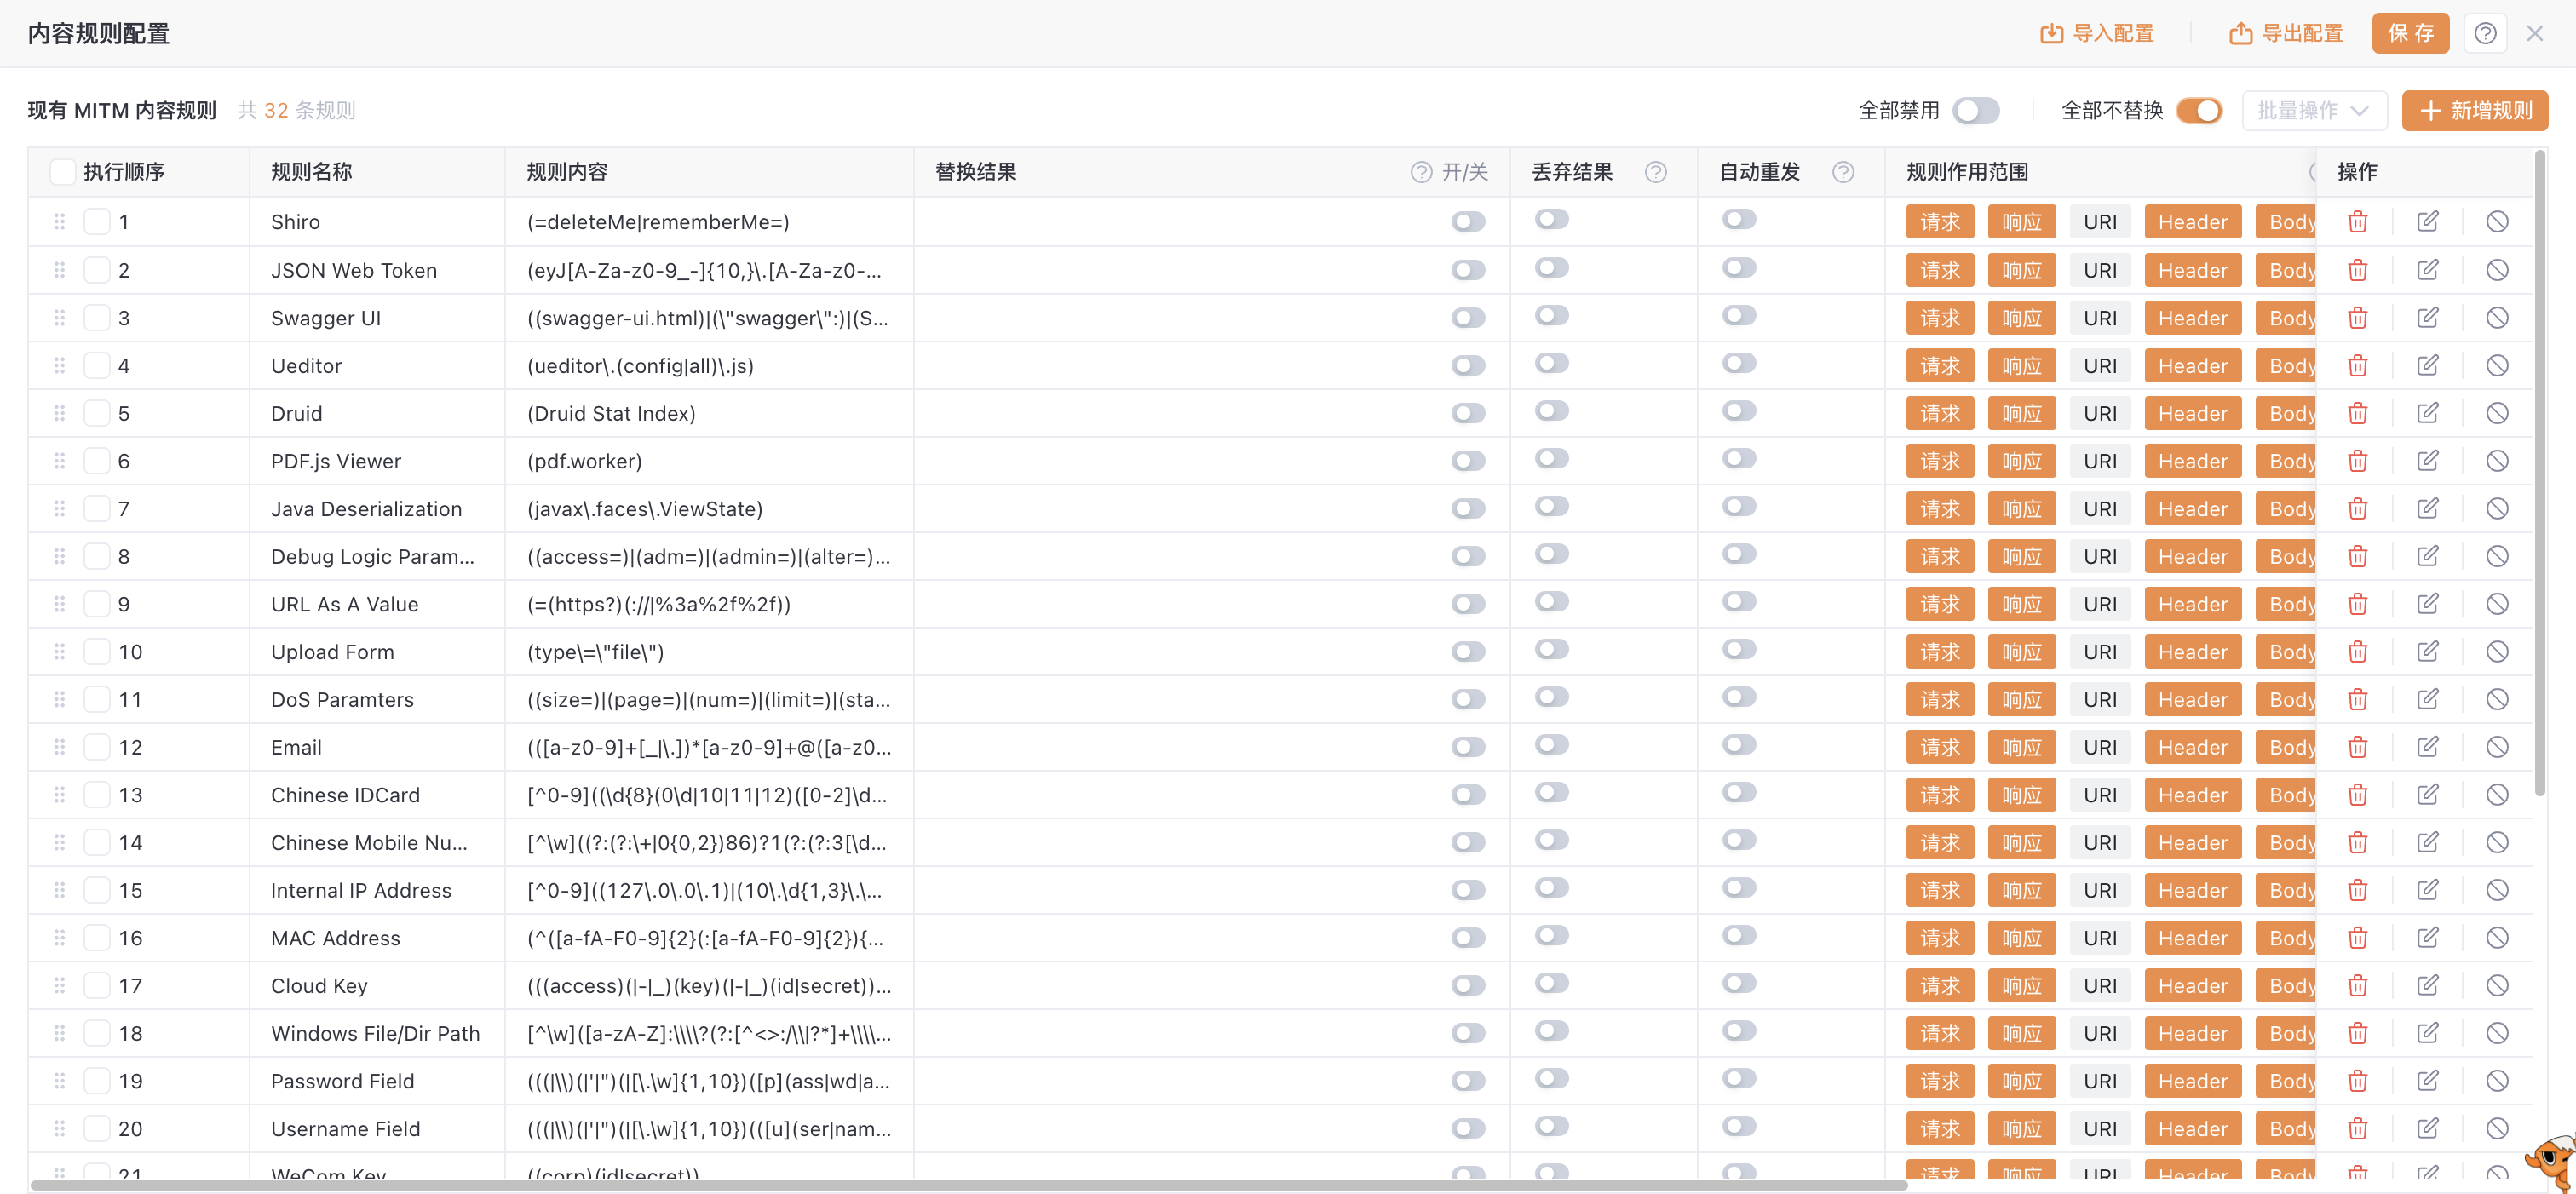 内容规则配置 导入配置 导出配置 保存
现有 MITM 内容规则 共 32 条规则 全部禁用 全部不替换 批量操作 新增规则
执行顺序 规则名称 规则内容 替换结果 开/关 丢弃结果 自动重发 规则作用范围 操作
1 Shiro (=deleteMe|rememberMe=) 请求 响应 URI Header Body
2 JSON Web Token (eyJ[A-Za-z0-9_-]{10,}\.[A-Za-z0-... 请求 响应 URI Header Body
3 Swagger UI ((swagger-ui.html)|(\"swagger\":)|(S... 请求 响应 URI Header Body
4 Ueditor (ueditor\.(config|all)\.js) 请求 响应 URI Header Body
5 Druid (Druid Stat Index) 请求 响应 URI Header Body
6 PDF.js Viewer (pdf.worker) 请求 响应 URI Header Body
7 Java Deserialization (javax\.faces\.ViewState) 请求 响应 URI Header Body
8 Debug Logic Param... ((access=)|(adm=)|(admin=)|(alter=)... 请求 响应 URI Header Body
9 URL As A Value (=(https?)(://|%3a%2f%2f)) 请求 响应 URI Header Body
10 Upload Form (type\=\"file\") 请求 响应 URI Header Body
11 DoS Paramters ((size=)|(page=)|(num=)|(limit=)|(sta... 请求 响应 URI Header Body
12 Email (([a-z0-9]+[_|\.])*[a-z0-9]+@([a-z0... 请求 响应 URI Header Body
13 Chinese IDCard [^0-9]((\d{8}(0\d|10|11|12)([0-2]\d... 请求 响应 URI Header Body
14 Chinese Mobile Nu... [^\w]((?:(?:\+|0{0,2})86)?1(?:(?:3[\d... 请求 响应 URI Header Body
15 Internal IP Address [^0-9]((127\.0\.0\.1)|(10\.\d{1,3}\.\... 请求 响应 URI Header Body
16 MAC Address (^([a-fA-F0-9]{2}(:[a-fA-F0-9]{2}){... 请求 响应 URI Header Body
17 Cloud Key (((access)(|-|_)(key)(|-|_)(id|secret))... 请求 响应 URI Header Body
18 Windows File/Dir Path [^\w]([a-zA-Z]:\\\\?(?:[^<>:/\\|?*]+\\\\... 请求 响应 URI Header Body
19 Password Field (((|\\)(|'|")(|[\.\w]{1,10})([p](ass|wd|a... 请求 响应 URI Header Body
20 Username Field (((|\\)(|'|")(|[\.\w]{1,10})(([u](ser|nam... 请求 响应 URI Header Body
21 WeCom Key ((corp)(id|secret)) 请求 响应 URI Header Body